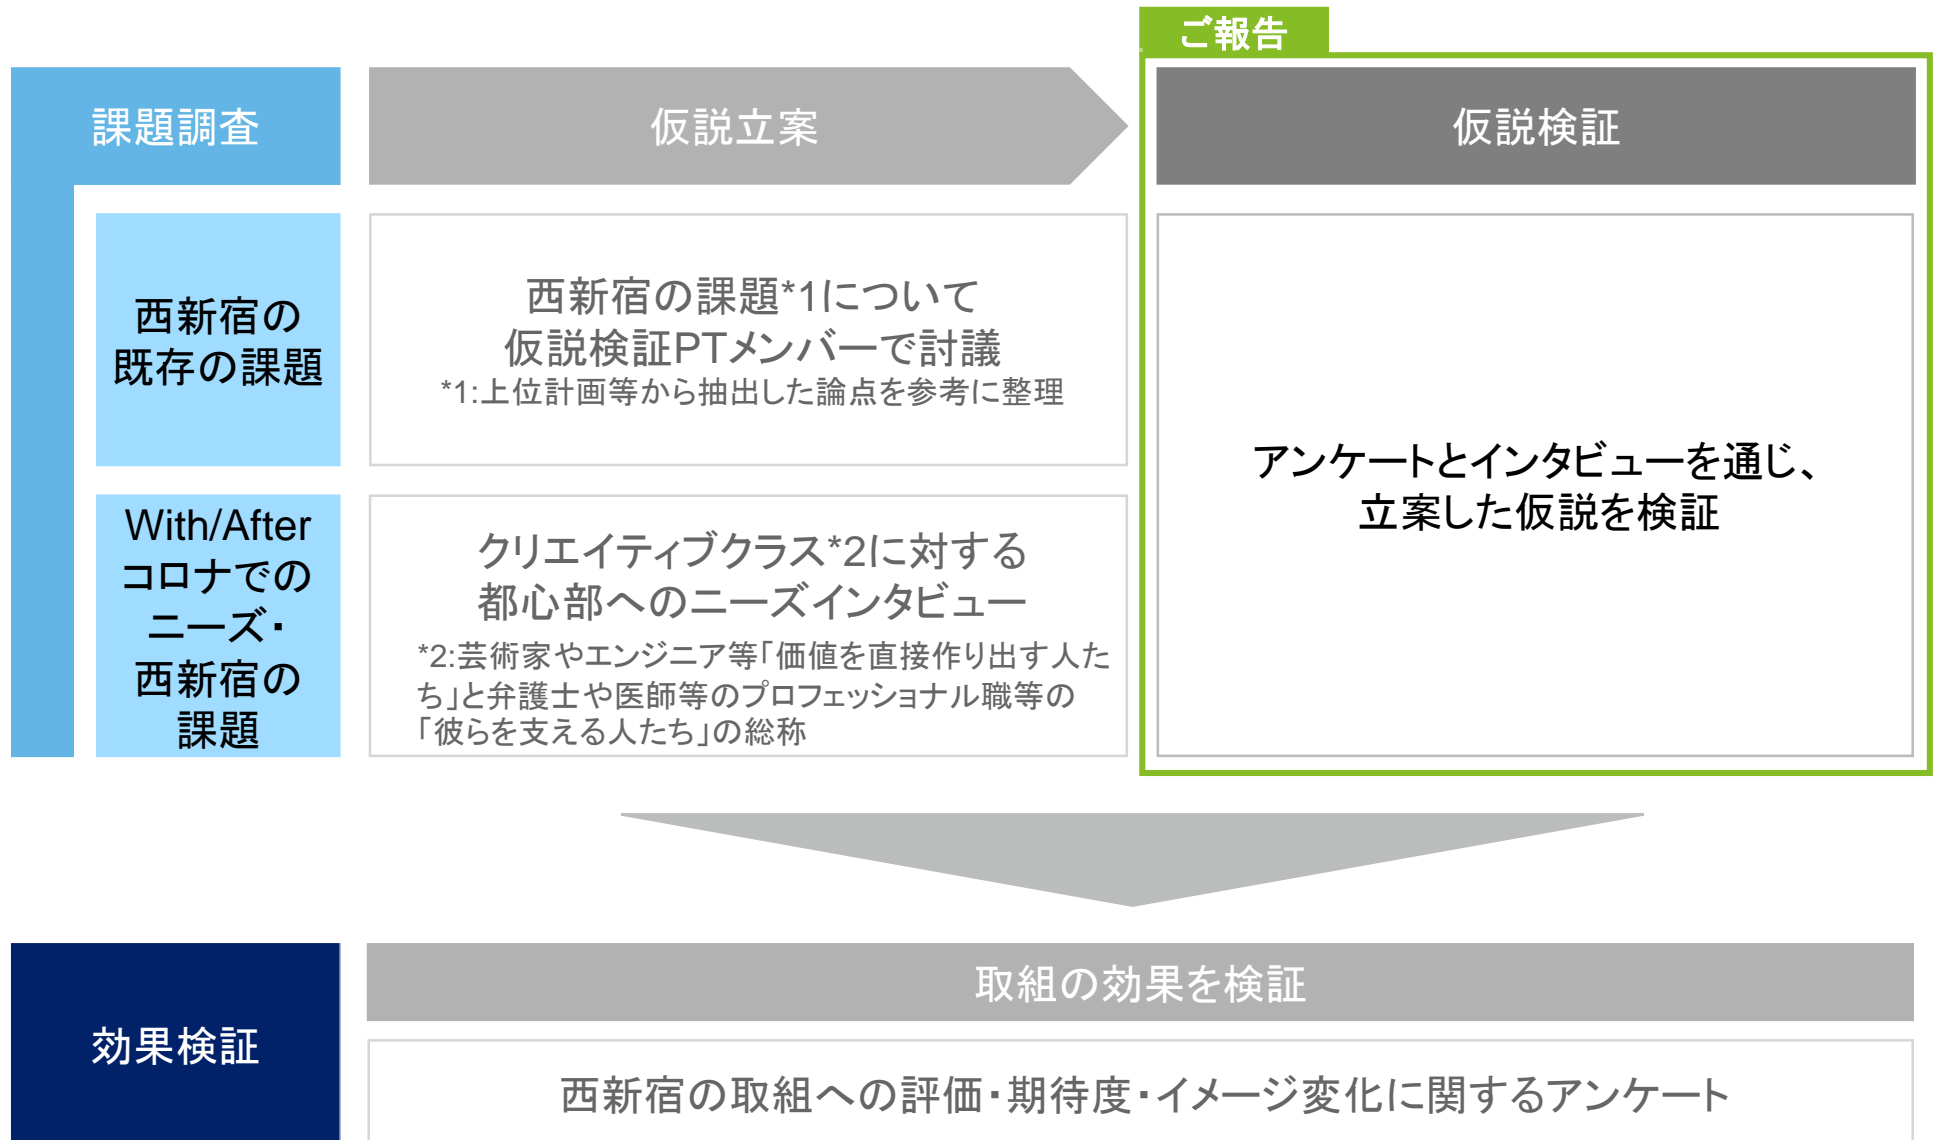 ご報告
課題調査
仮説立案
仮説検証
西新宿の
既存の課題
西新宿の課題*1について
仮説検証PTメンバーで討議
*1:上位計画等から抽出した論点を参考に整理
アンケートとインタビューを通じ、
立案した仮説を検証
With/After
コロナでの
ニーズ・
西新宿の
課題
クリエイティブクラス*2に対する
都心部へのニーズインタビュー
*2:芸術家やエンジニア等「価値を直接作り出す人た
ち」と弁護士や医師等のプロフェッショナル職等の
「彼らを支える人たち」の総称
効果検証
取組の効果を検証
西新宿の取組への評価・期待度・イメージ変化に関するアンケート